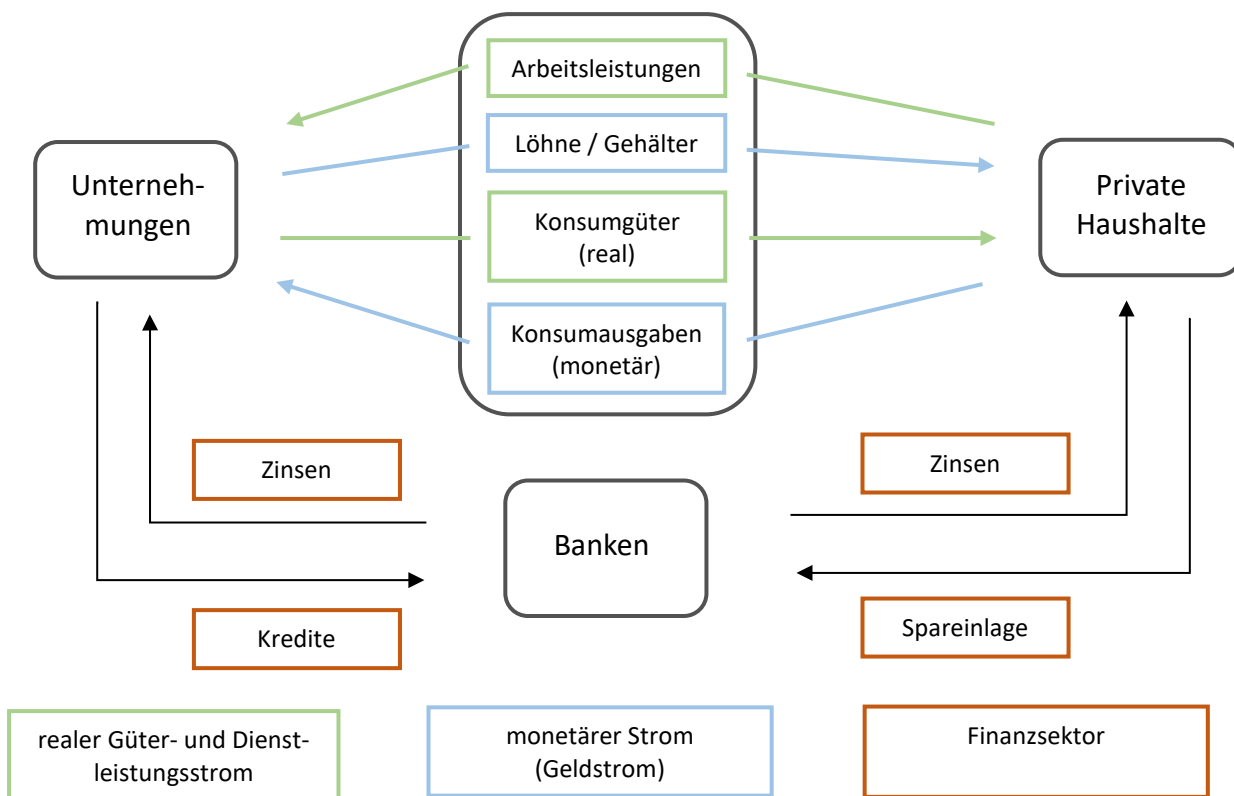 Arbeitsleistungen
Löhne / Gehälter
Unterneh-
mungen
Konsumgüter
(real)
Private
Haushalte
Konsumausgaben
(monetär)
Zinsen
Zinsen
Banken
Kredite
Spareinlage
realer Güter- und Dienst-
leistungsstrom
monetärer Strom
(Geldstrom)
Finanzsektor